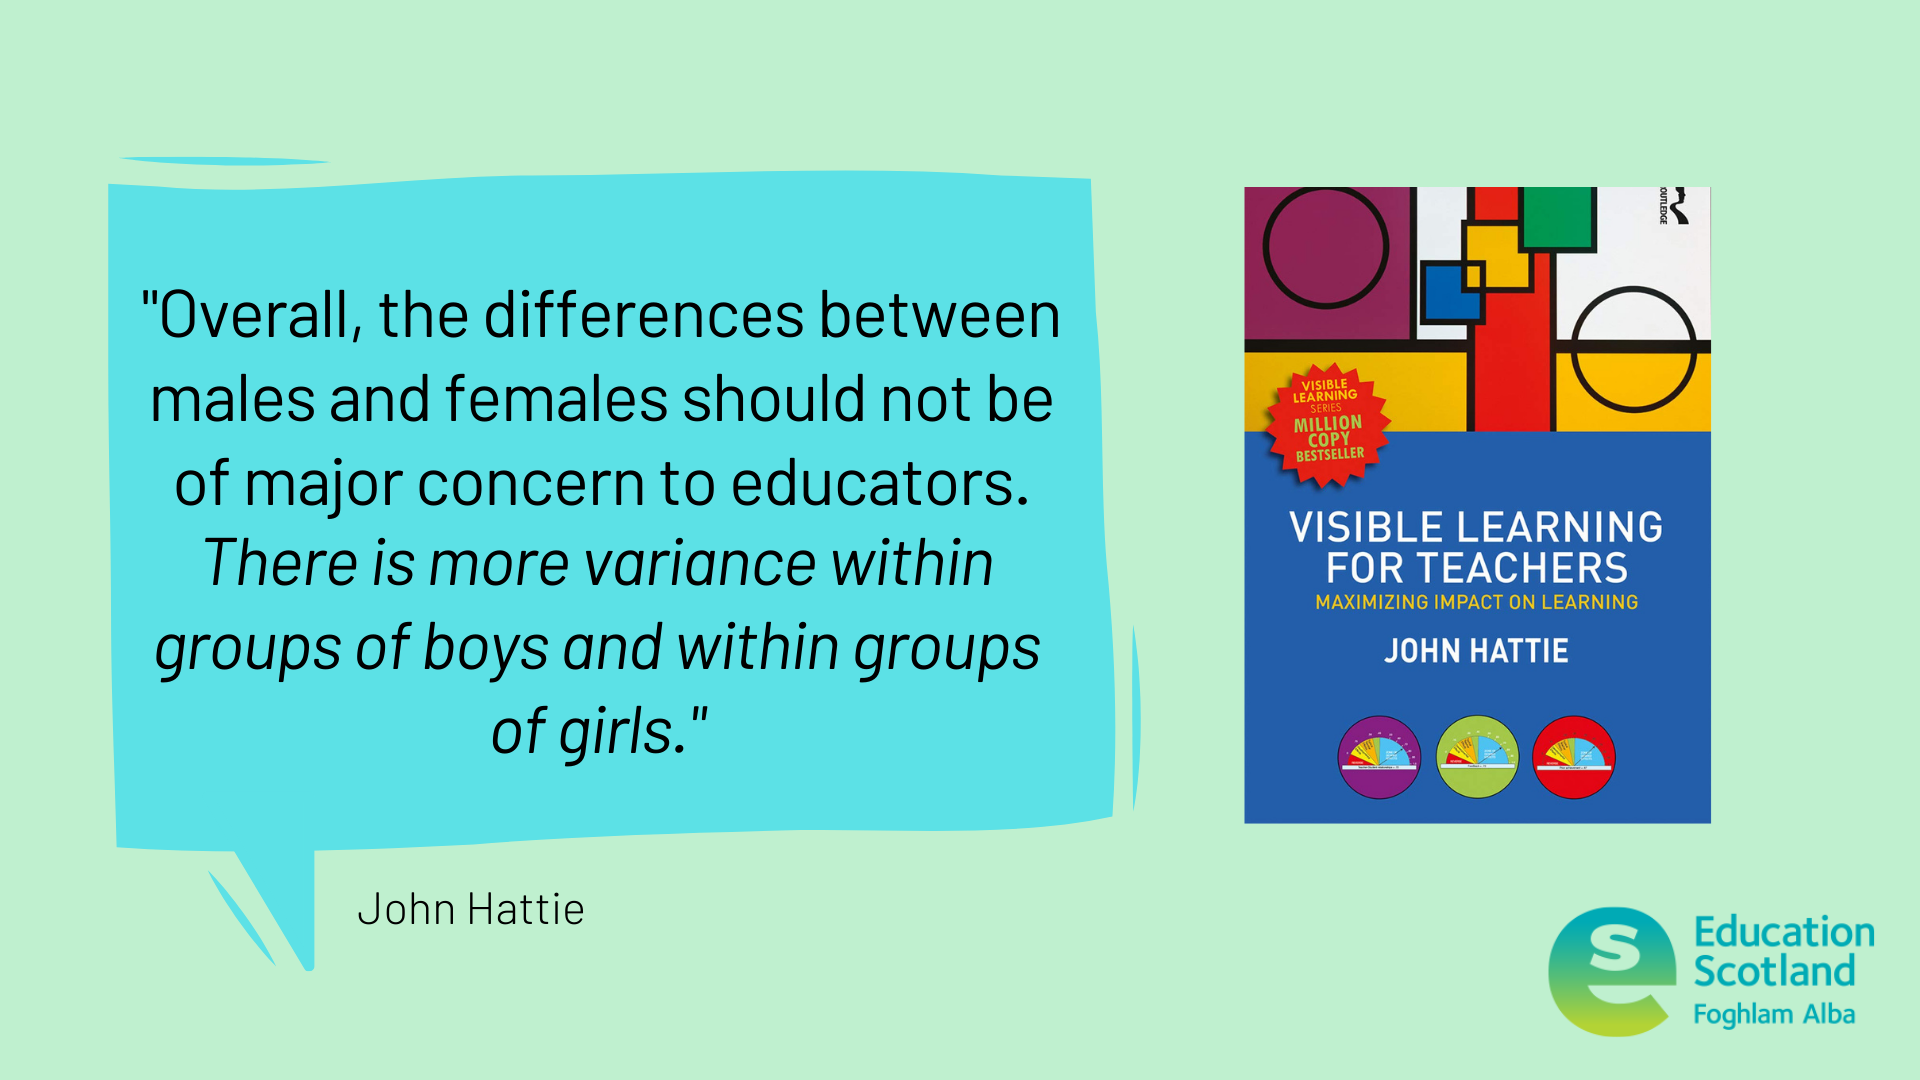 "Overall, the differences between
males and females should not be
of major concern to educators.
There is more variance within
groups of boys and within groups
of girls."
John Hattie
VISIBLE
LEARNING
SERIES
MILLION
COPY
BESTSELLER
VISIBLE LEARNING
FOR TEACHERS
MAXIMIZING IMPACT ON LEARNING
JOHN HATTIE
Education
Scotland
Foghlam Alba